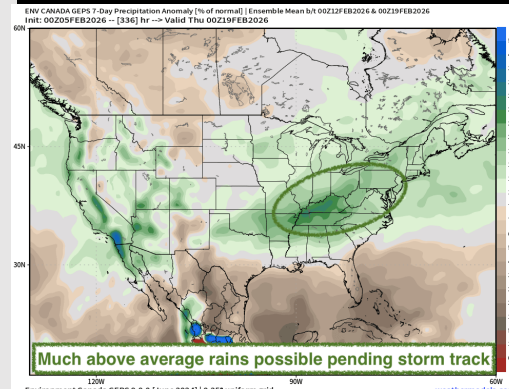 ENV CANADA GEPS 7-Day Precipitation Anomaly [% of normal] | Ensemble Mean b/t 00Z12FEB2026 & 00Z19FEB2026
Init: 00Z05FEB2026 -- [336] hr --> Valid Thu 00Z19FEB2026
60N
45N
30N
Much above average rains possible pending storm track
120W
90W
60W